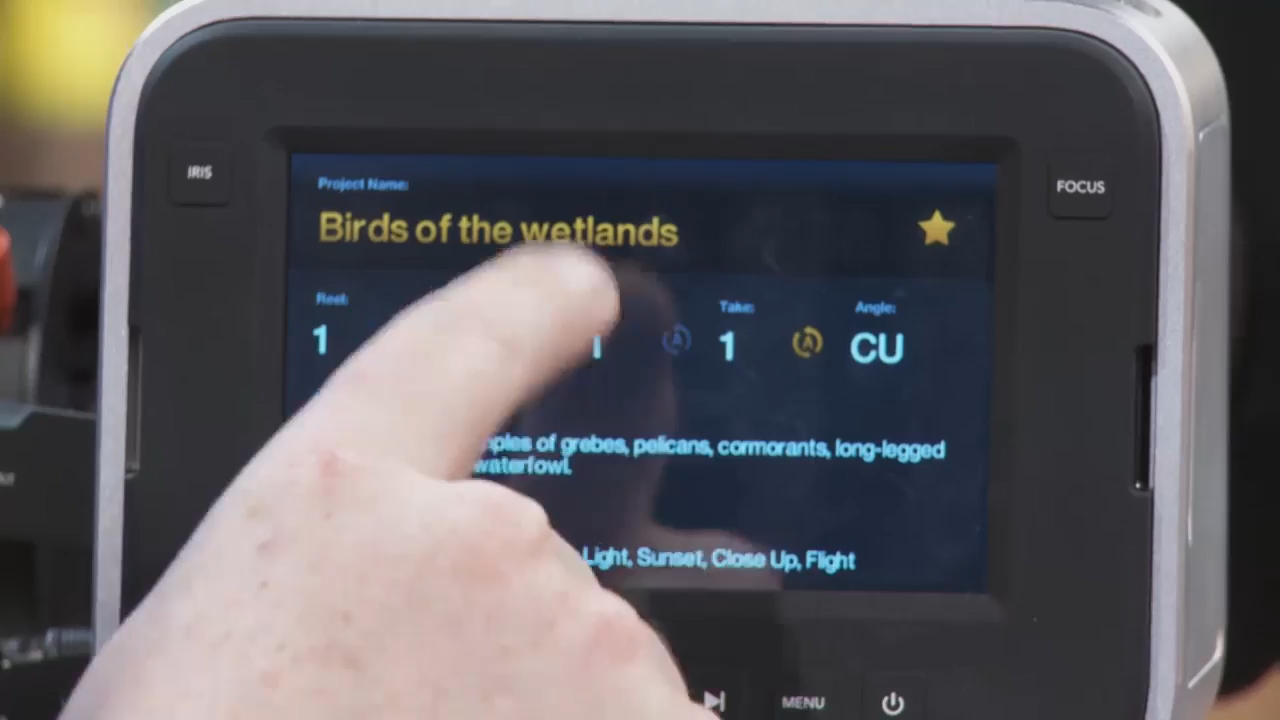 IRIS
FOCUS
Project Name:
Birds of the wetlands
Reel: Take: Angle:
1 1 A 1 A CU
of grebes, pelicans, cormorants, long-legged
waterfowl.
Light, Sunset, Close Up, Flight
MENU